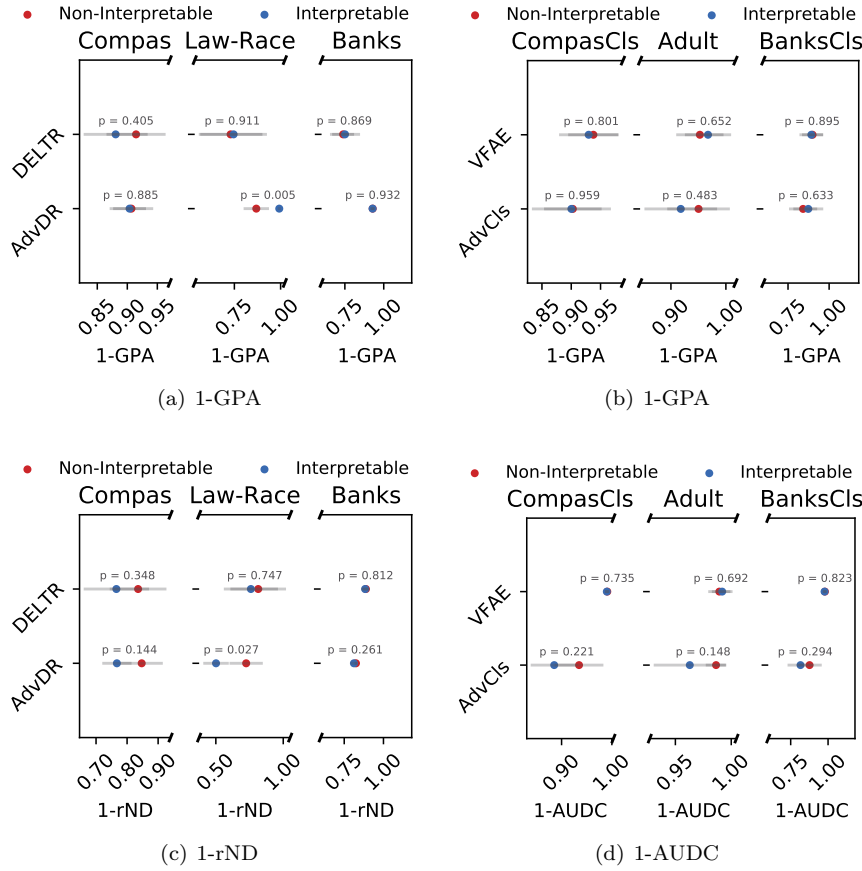 Non-Interpretable Interpretable
Compas Law-Race Banks
DELTR p = 0.405 p = 0.911 p = 0.869
AdvDR p = 0.885 p = 0.005 p = 0.932
0.85 0.90 0.95 0.75 1.00 0.75 1.00
1-GPA 1-GPA 1-GPA
(a) 1-GPA
Non-Interpretable Interpretable
CompasCls Adult BanksCls
VFAE p = 0.801 p = 0.652 p = 0.895
AdvCls p = 0.959 p = 0.483 p = 0.633
0.85 0.90 0.95 0.90 1.00 0.75 1.00
1-GPA 1-GPA 1-GPA
(b) 1-GPA
Non-Interpretable Interpretable
Compas Law-Race Banks
DELTR p = 0.348 p = 0.747 p = 0.812
AdvDR p = 0.144 p = 0.027 p = 0.261
0.70 0.80 0.90 0.50 1.00 0.75 1.00
1-rND 1-rND 1-rND
(c) 1-rND
Non-Interpretable Interpretable
CompasCls Adult BanksCls
VFAE p = 0.735 p = 0.692 p = 0.823
AdvCls p = 0.221 p = 0.148 p = 0.294
0.90 1.00 0.95 1.00 0.75 1.00
1-AUDC 1-AUDC 1-AUDC
(d) 1-AUDC